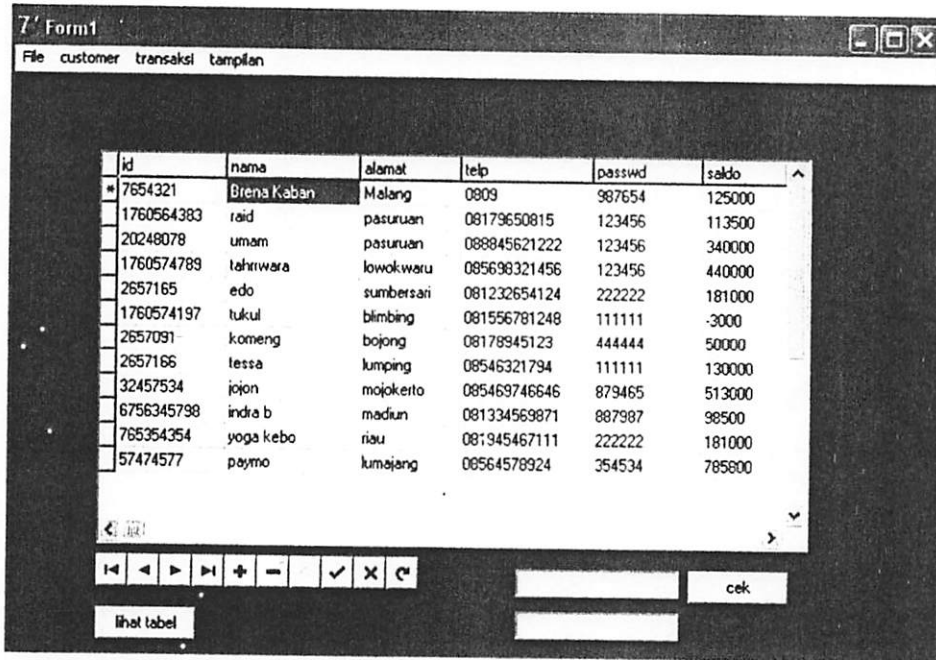 7' Form1
File customer transaksi tampilan
id nama alamat telp passwd saldo
* 7654321 Brena Kaban Malang 0809 987654 125000
1760564383 raid pasuruan 08179650815 123456 113500
20248078 umam pasuruan 088845621222 123456 340000
1760574789 tahriwara lowokwaru 085698321456 123456 440000
2657165 edo sumbersari 081232654124 222222 181000
1760574197 tukul blimbing 081556781248 111111 -3000
2657091 komeng bojong 08178945123 444444 50000
2657166 tessa lumping 08546321794 111111 130000
32457534 jojon mojokerto 085469746646 879465 513000
6756345798 indra b madiun 081334569871 887987 98500
765354354 yoga kebo riau 081945467111 222222 181000
57474577 paymo lumajang 08564578924 354534 785800
cek
lihat tabel